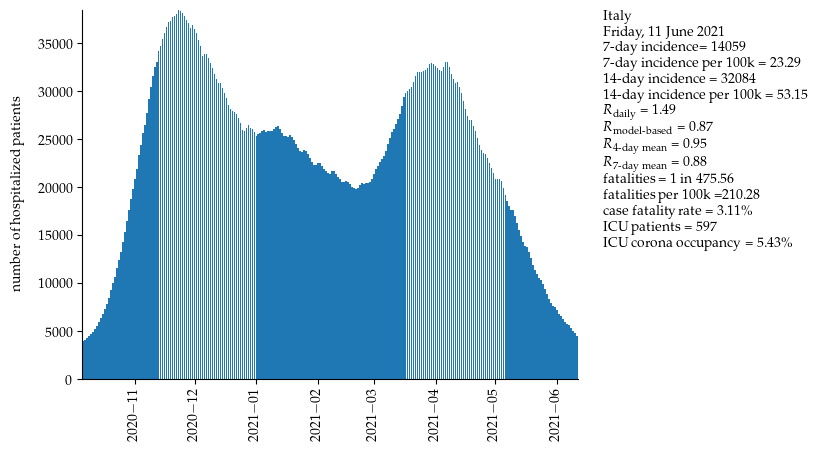 Italy
Friday, 11 June 2021
7-day incidence= 14059
7-day incidence per 100k = 23.29
14-day incidence = 32084
14-day incidence per 100k = 53.15
R daily = 1.49
R model-based = 0.87
R 4-day mean = 0.95
R 7-day mean = 0.88
fatalities = 1 in 475.56
fatalities per 100k =210.28
case fatality rate = 3.11%
ICU patients = 597
ICU corona occupancy = 5.43%
number of hospitalized patients
35000
30000
25000
20000
15000
10000
5000
0
2020−11
2020−12
2021−01
2021−02
2021−03
2021−04
2021−05
2021−06